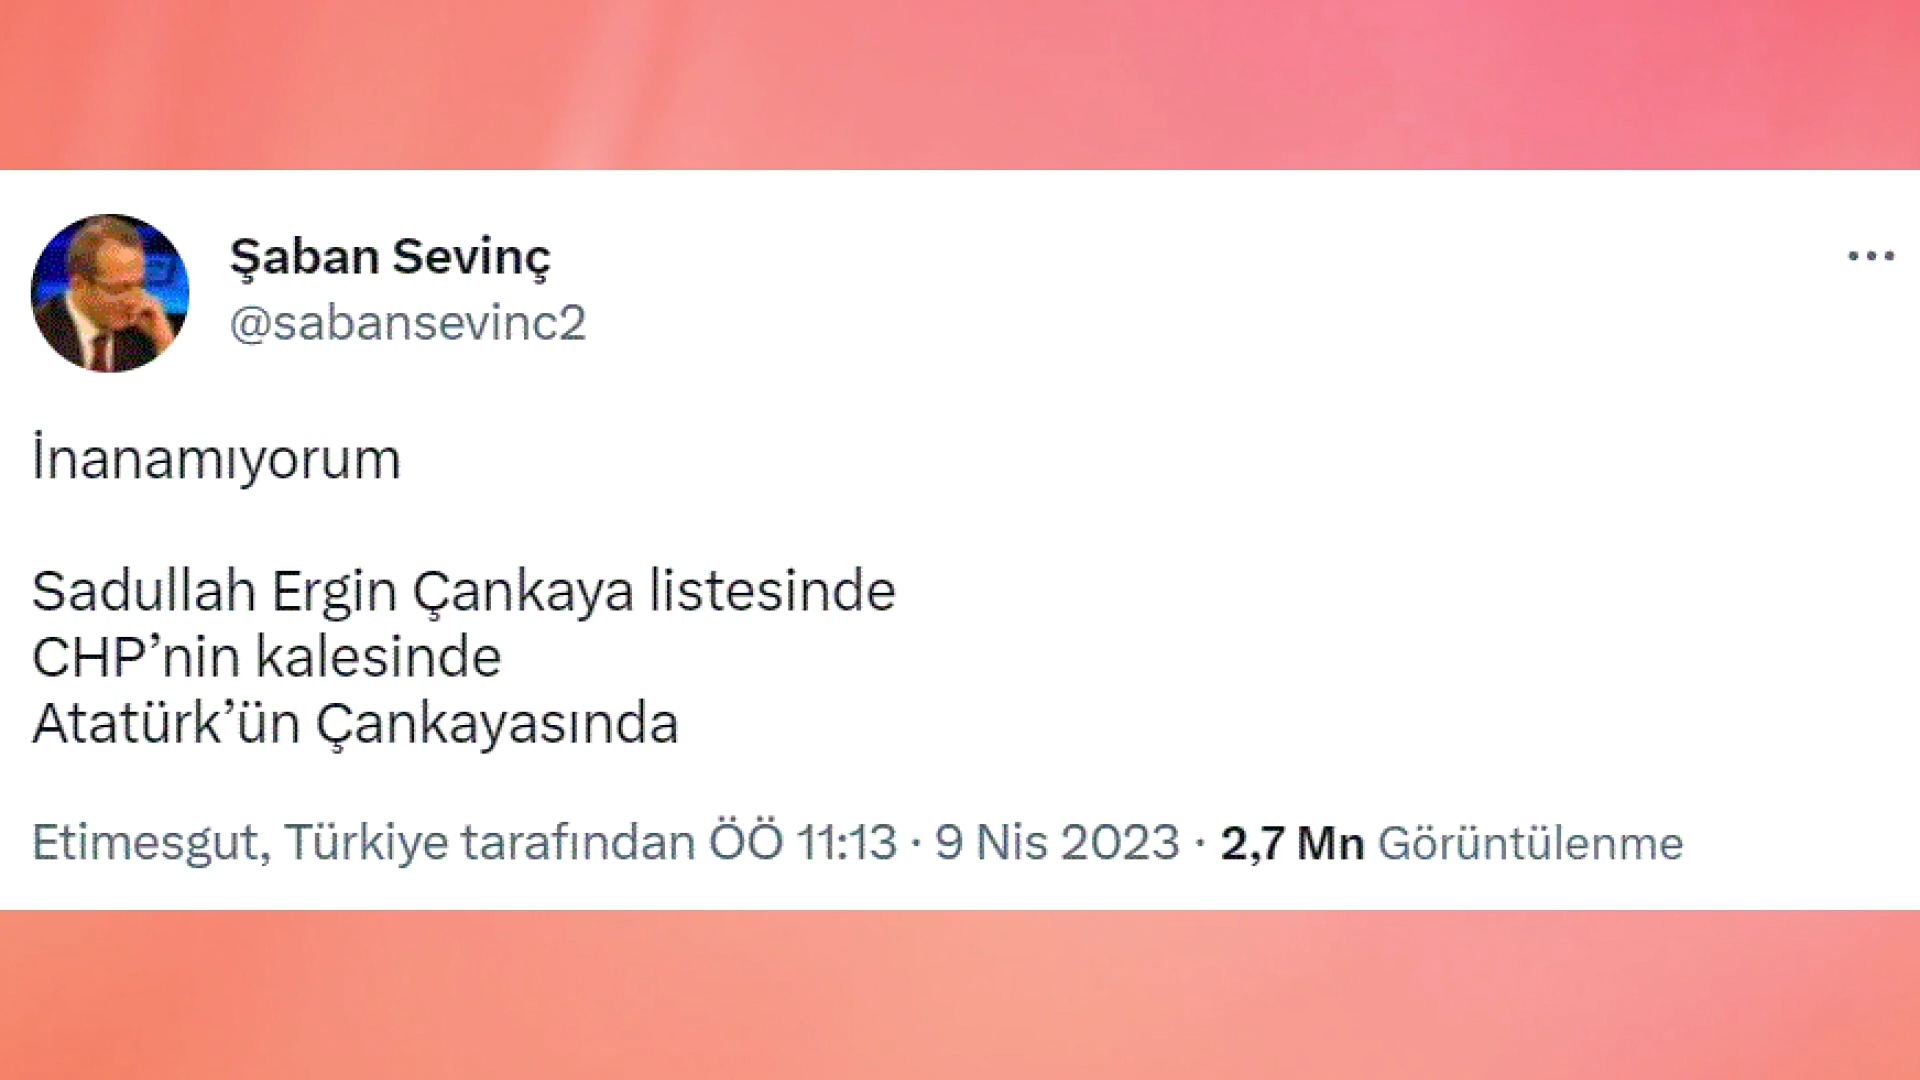 Şaban Sevinç
@sabansevinc2
İnanamıyorum
Sadullah Ergin Çankaya listesinde
CHP’nin kalesinde
Atatürk’ün Çankayasında
Etimesgut, Türkiye tarafından ÖÖ 11:13 · 9 Nis 2023 · 2,7 Mn Görüntülenme